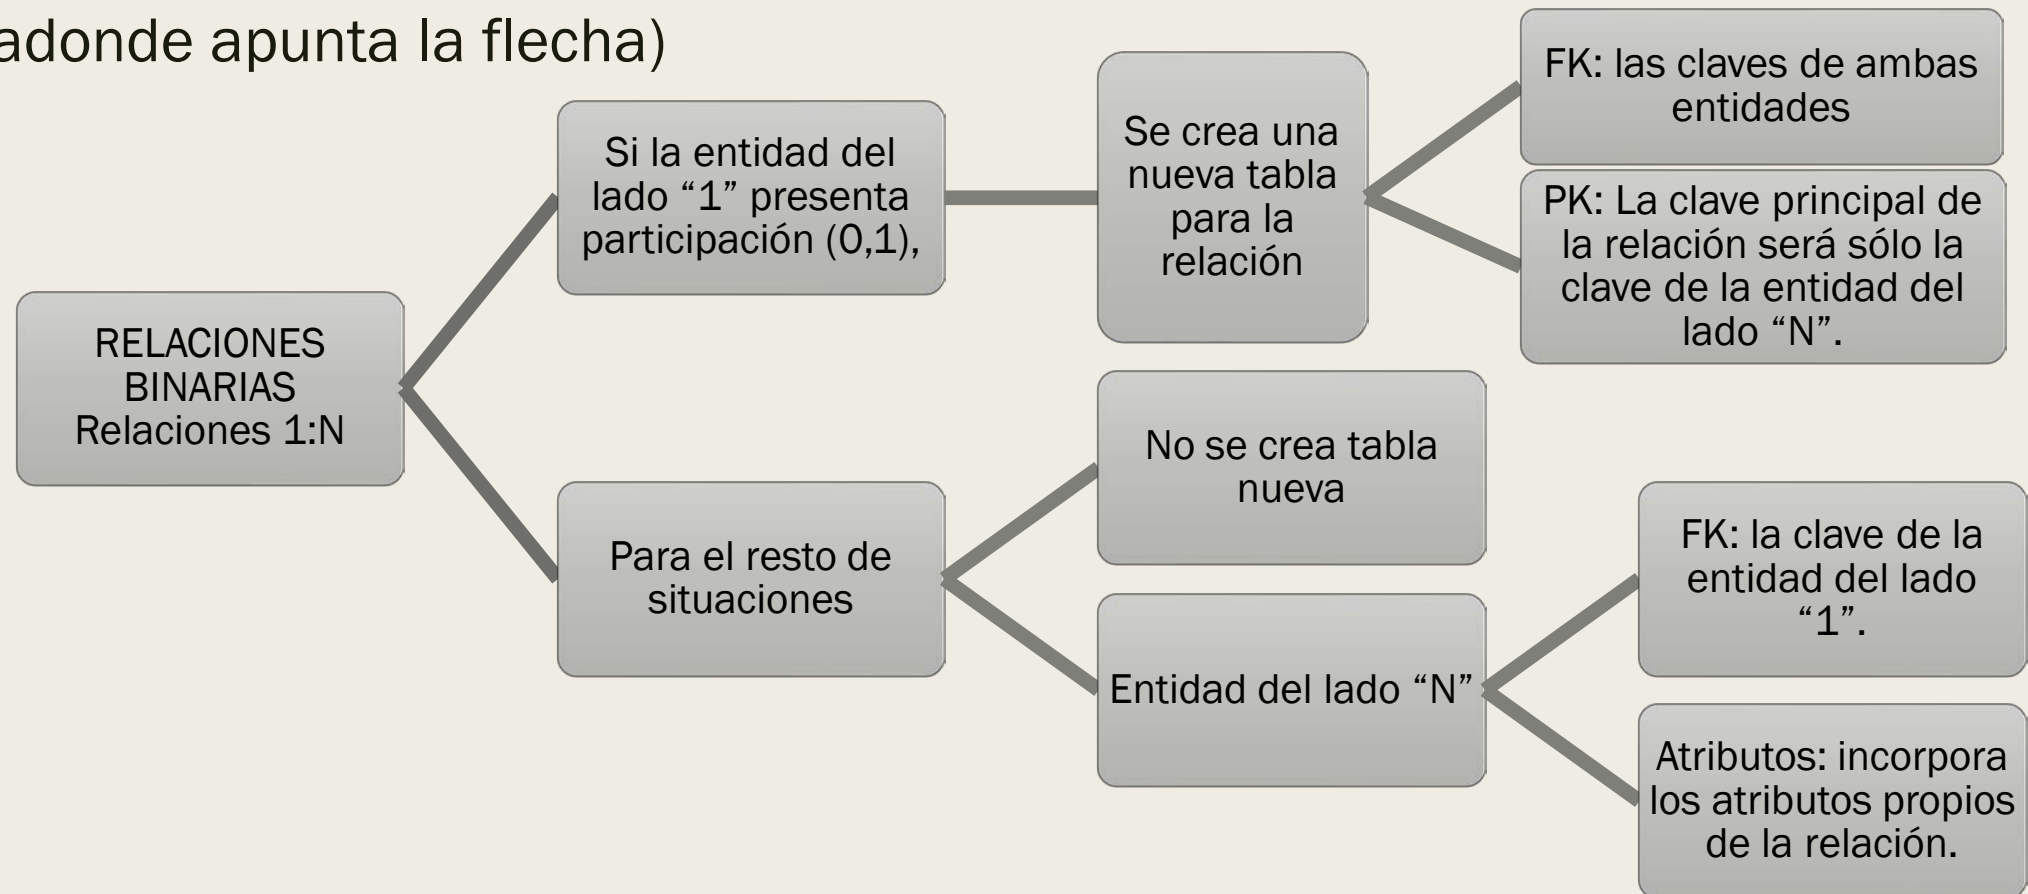 adonde apunta la flecha)
RELACIONES
BINARIAS
Relaciones 1:N
Si la entidad del
lado “1” presenta
participación (0,1),
Se crea una
nueva tabla
para la
relación
FK: las claves de ambas
entidades
PK: La clave principal de
la relación será sólo la
clave de la entidad del
lado “N”.
Para el resto de
situaciones
No se crea tabla
nueva
Entidad del lado “N”
FK: la clave de la
entidad del lado
“1”.
Atributos: incorpora
los atributos propios
de la relación.